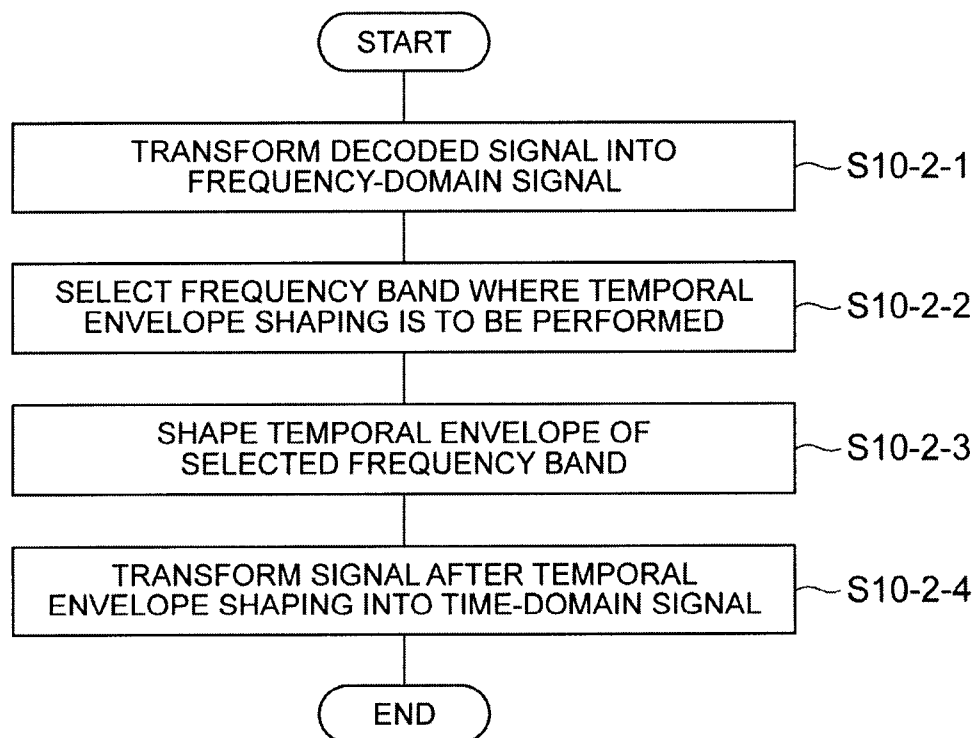 START
TRANSFORM DECODED SIGNAL INTO
FREQUENCY-DOMAIN SIGNAL
S10-2-1
SELECT FREQUENCY BAND WHERE TEMPORAL
ENVELOPE SHAPING IS TO BE PERFORMED
S10-2-2
SHAPE TEMPORAL ENVELOPE OF
SELECTED FREQUENCY BAND
S10-2-3
TRANSFORM SIGNAL AFTER TEMPORAL
ENVELOPE SHAPING INTO TIME-DOMAIN SIGNAL
S10-2-4
END